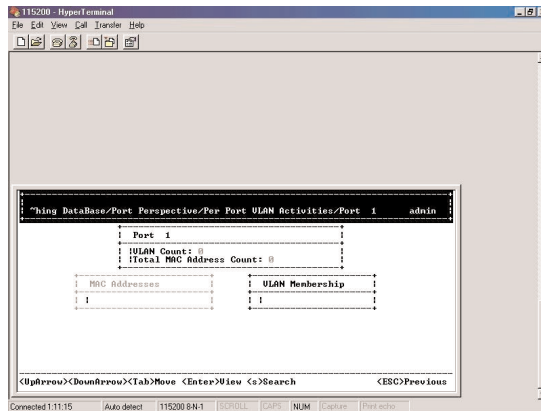 115200 - HyperTerminal
File Edit View Call Transfer Help
~hing DataBase/Port Perspective/Per Port VLAN Activities/Port 1 admin
Port 1
VLAN Count: 0
Total MAC Address Count: 0
MAC Addresses VLAN Membership
<UpArrow><DownArrow><Tab>Move <Enter>View <s>Search <ESC>Previous
Connected 1:11:15 Auto detect 115200 8-N-1 SCROLL CAPS NUM Capture Print echo